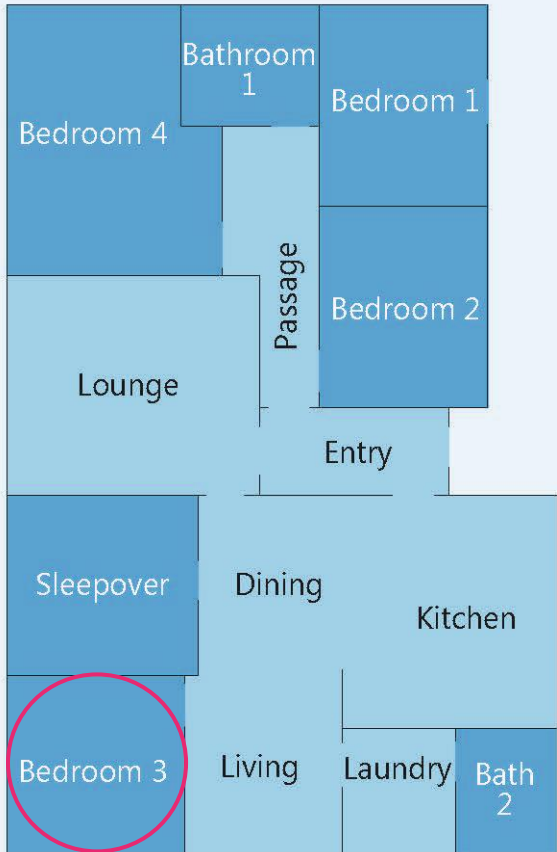 Bathroom
1
Bedroom 1
Bedroom 4
Passage
Bedroom 2
Lounge
Entry
Sleepover
Dining
Kitchen
Bedroom 3
Living
Laundry
Bath
2